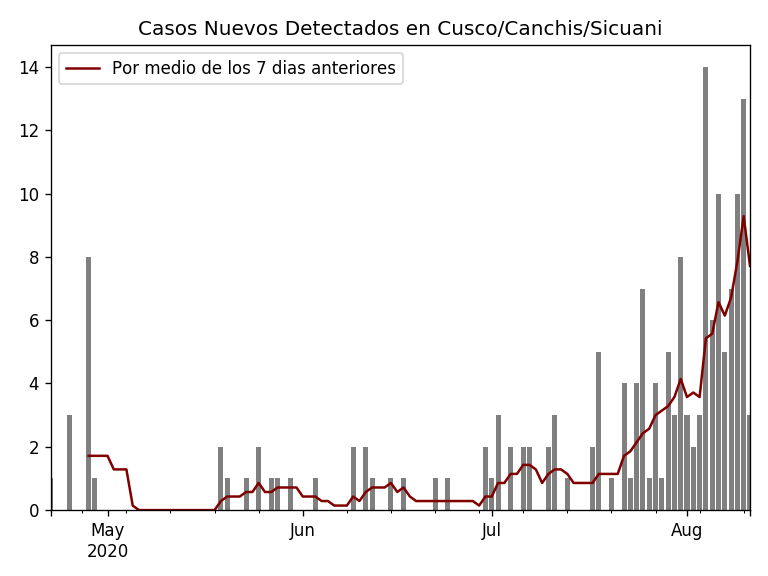 Casos Nuevos Detectados en Cusco/Canchis/Sicuani
Por medio de los 7 dias anteriores
14
12
10
8
6
4
2
0
May
2020
Jun
Jul
Aug